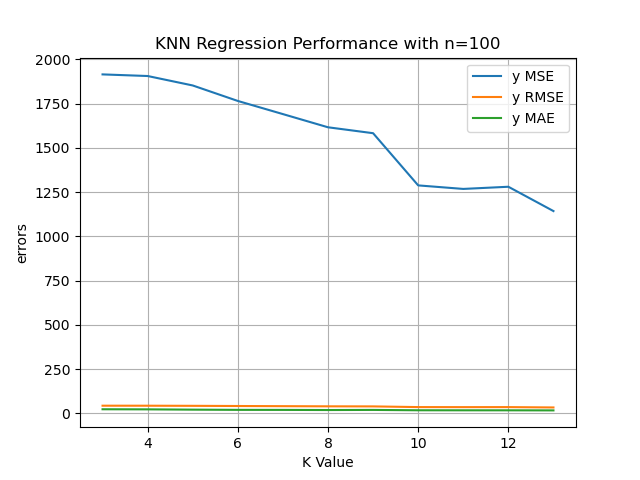 KNN Regression Performance with n=100
2000
1750
1500
1250
1000
750
500
250
0
errors
y MSE
y RMSE
y MAE
4 6 8 10 12
K Value